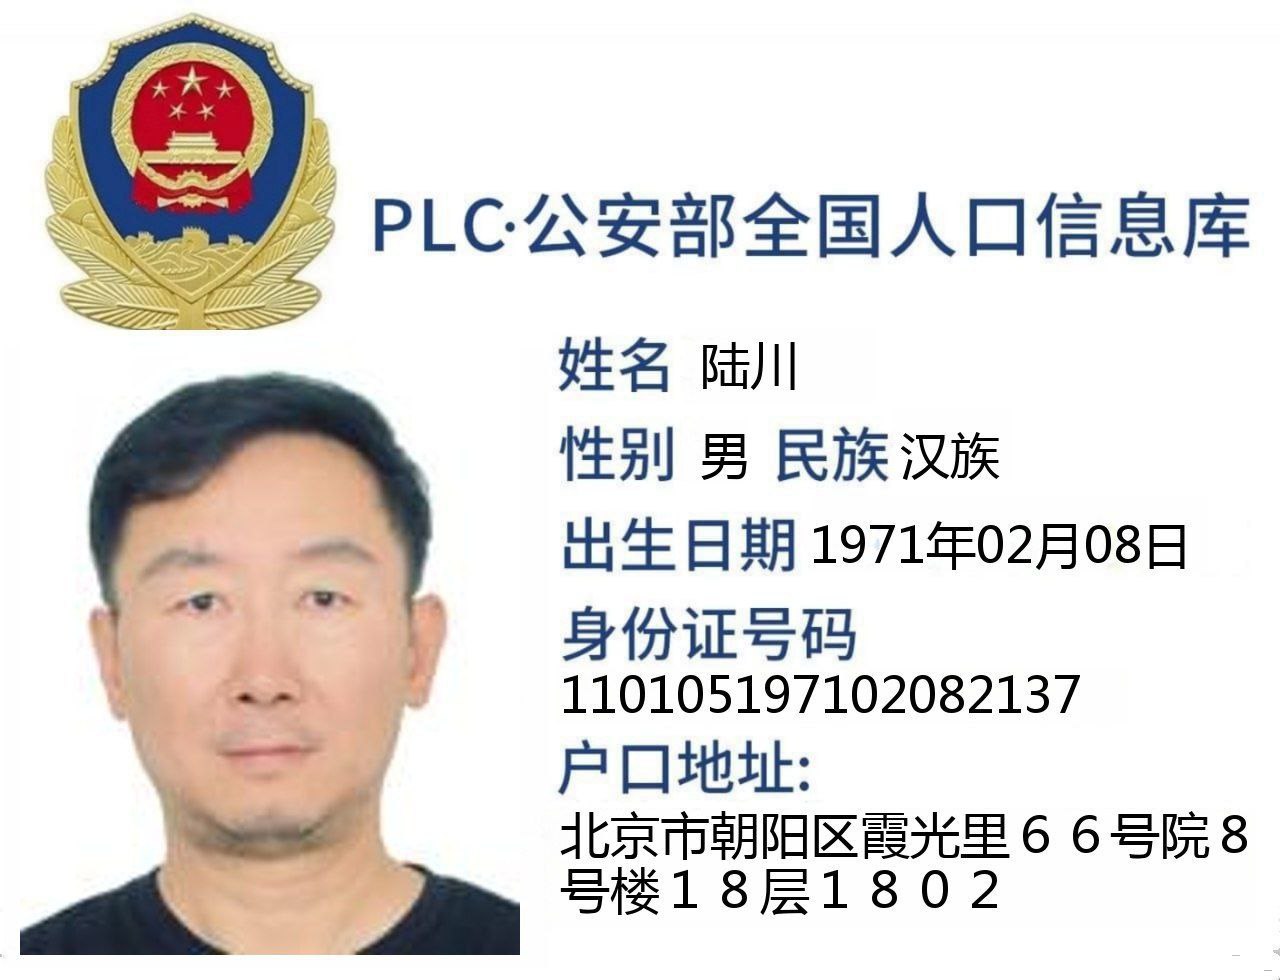 PLC·公安部全国人口信息库
姓名 陆川
性别 男 民族 汉族
出生日期 1971年02月08日
身份证号码
110105197102082137
户口地址:
北京市朝阳区霞光里６６号院８
号楼１８层１８０２